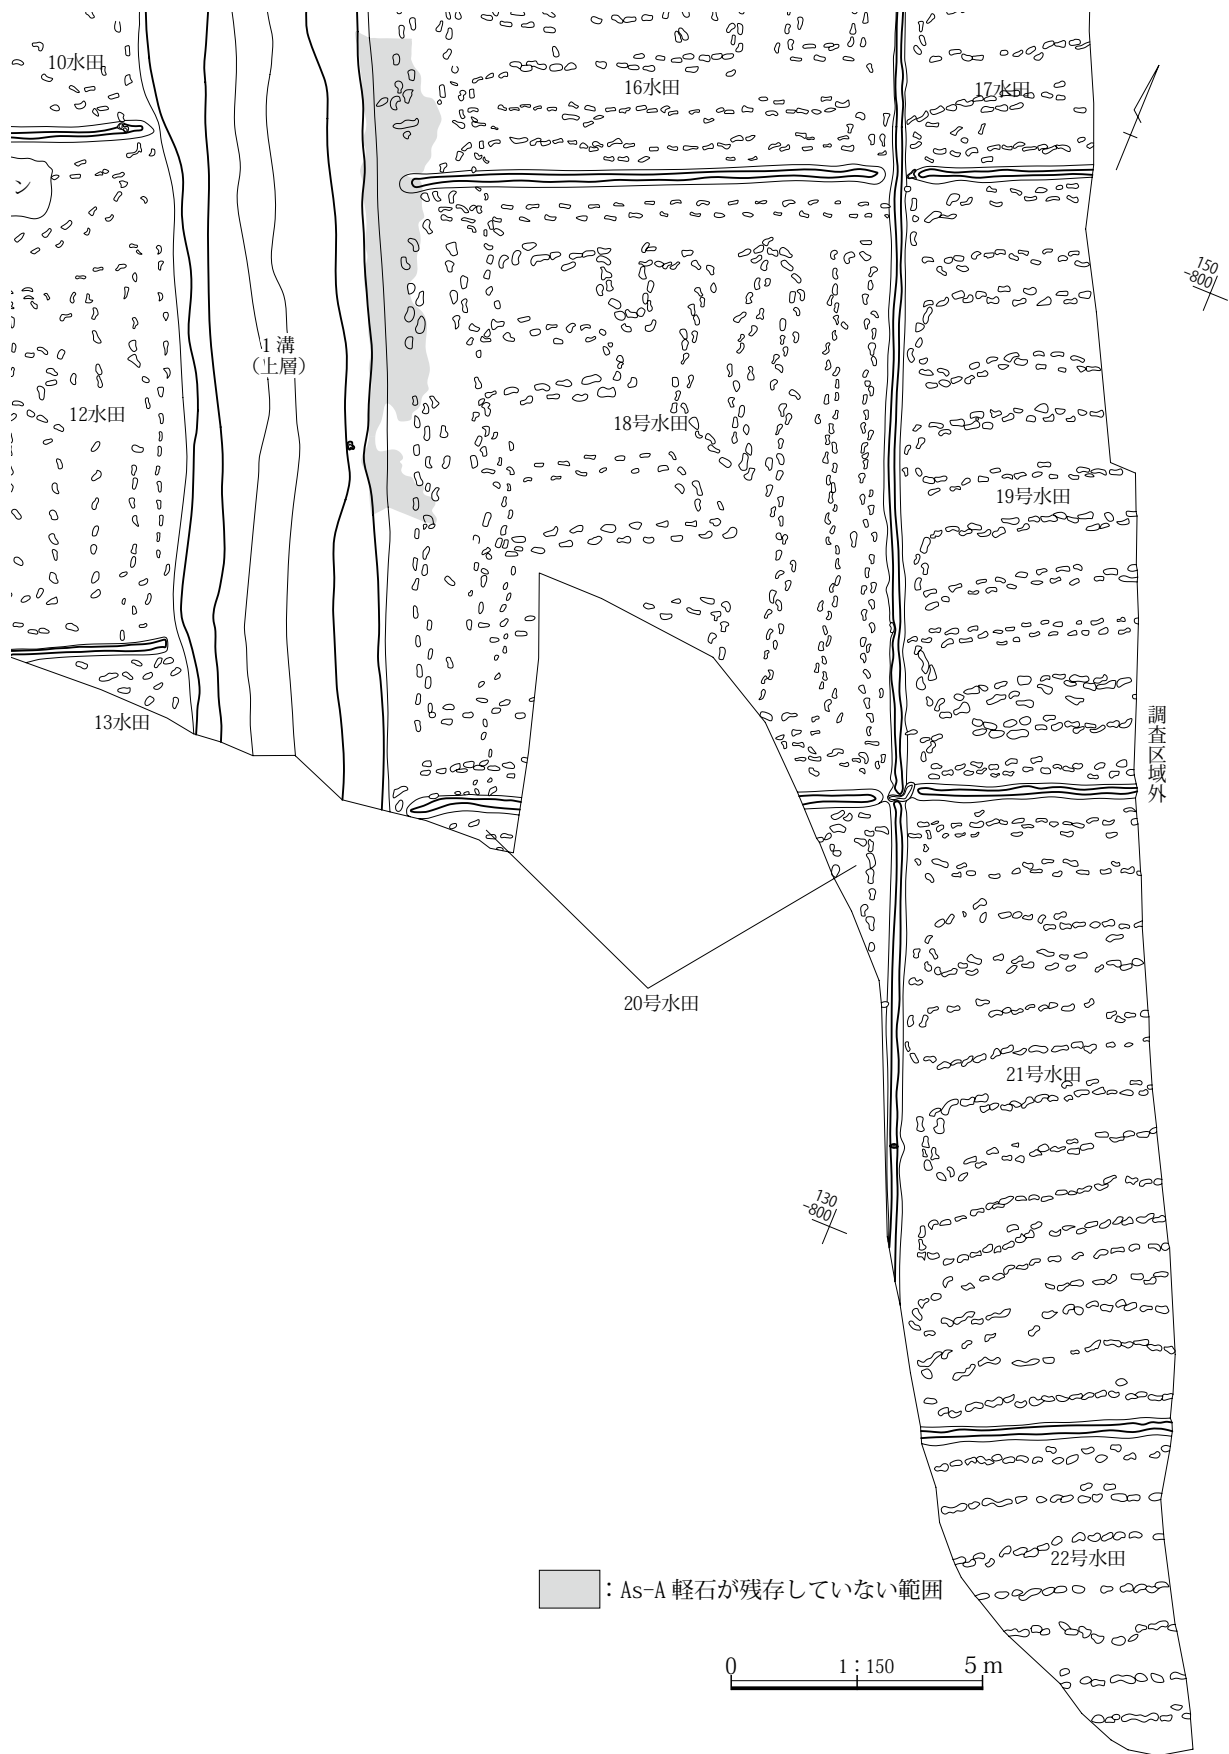 10水田
16水田
17水田
ン
150
-800
1溝
(上層)
12水田
18号水田
19号水田
13水田
調査区域外
20号水田
21号水田
130
-800
22号水田
：As-A 軽石が残存していない範囲
0 1：150 5m